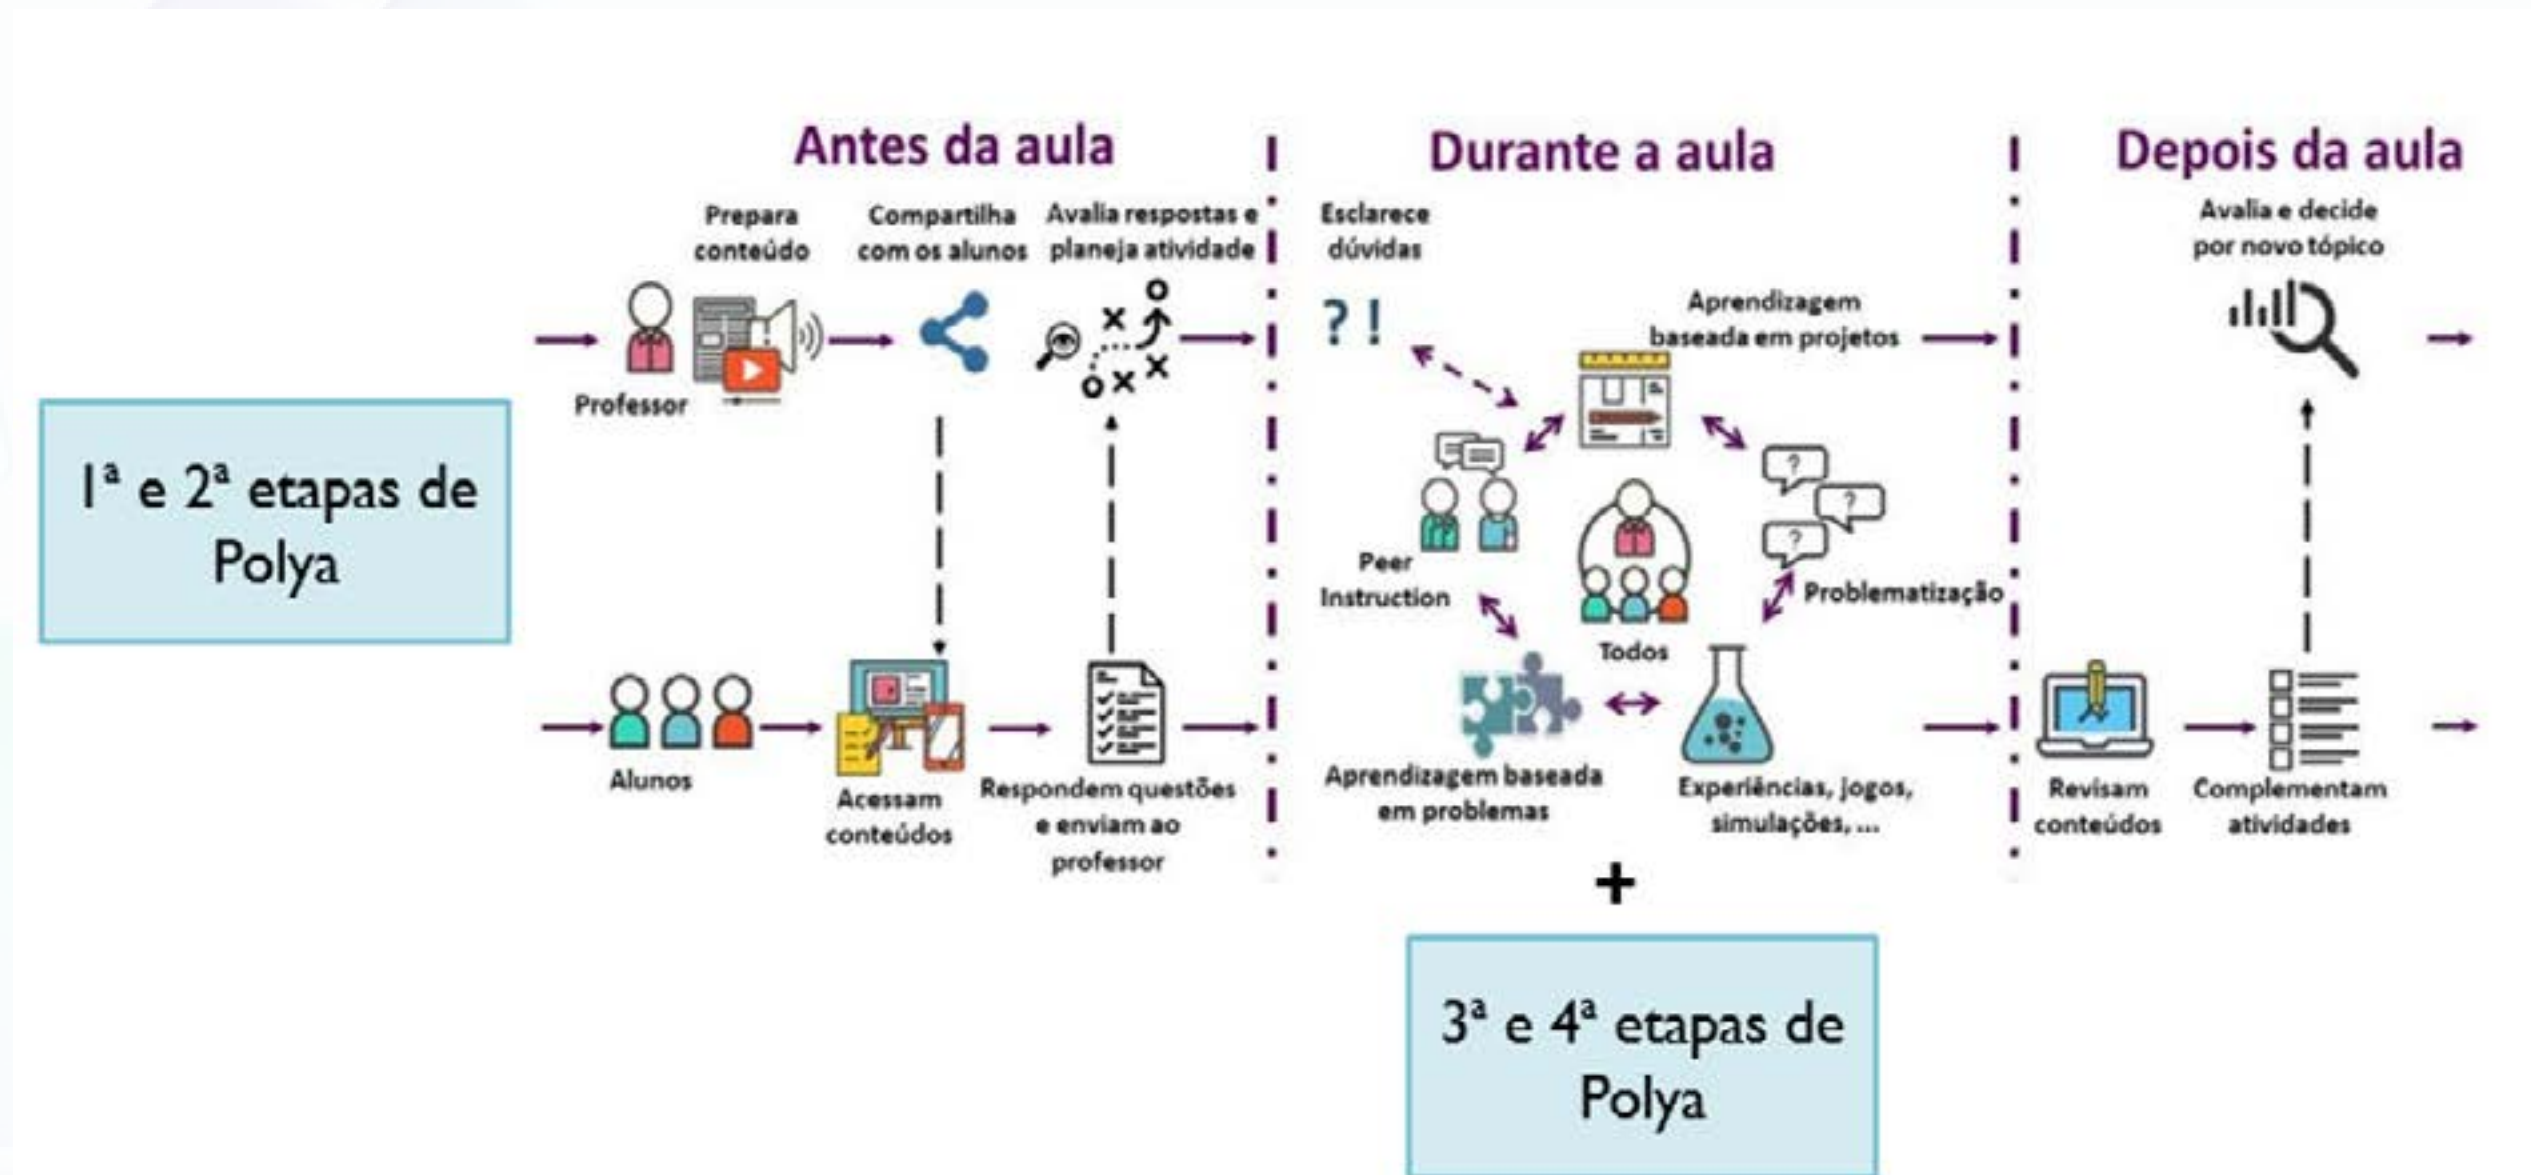 Antes da aula
Durante a aula
Depois da aula
Prepara
conteúdo
Compartilha
com os alunos
Avalia respostas e
planeja atividade
Esclarece
dúvidas
Avalia e decide
por novo tópico
? !
Aprendizagem
baseada em projetos
Professor
1ª e 2ª etapas de
Polya
?
?
?
Peer
Instruction
Problematização
Todos
Alunos
Acessam
conteúdos
Respondem questões
e enviam ao
professor
Aprendizagem baseada
em problemas
Experiências, jogos,
simulações, ...
Revisam
conteúdos
Complementam
atividades
+
3ª e 4ª etapas de
Polya